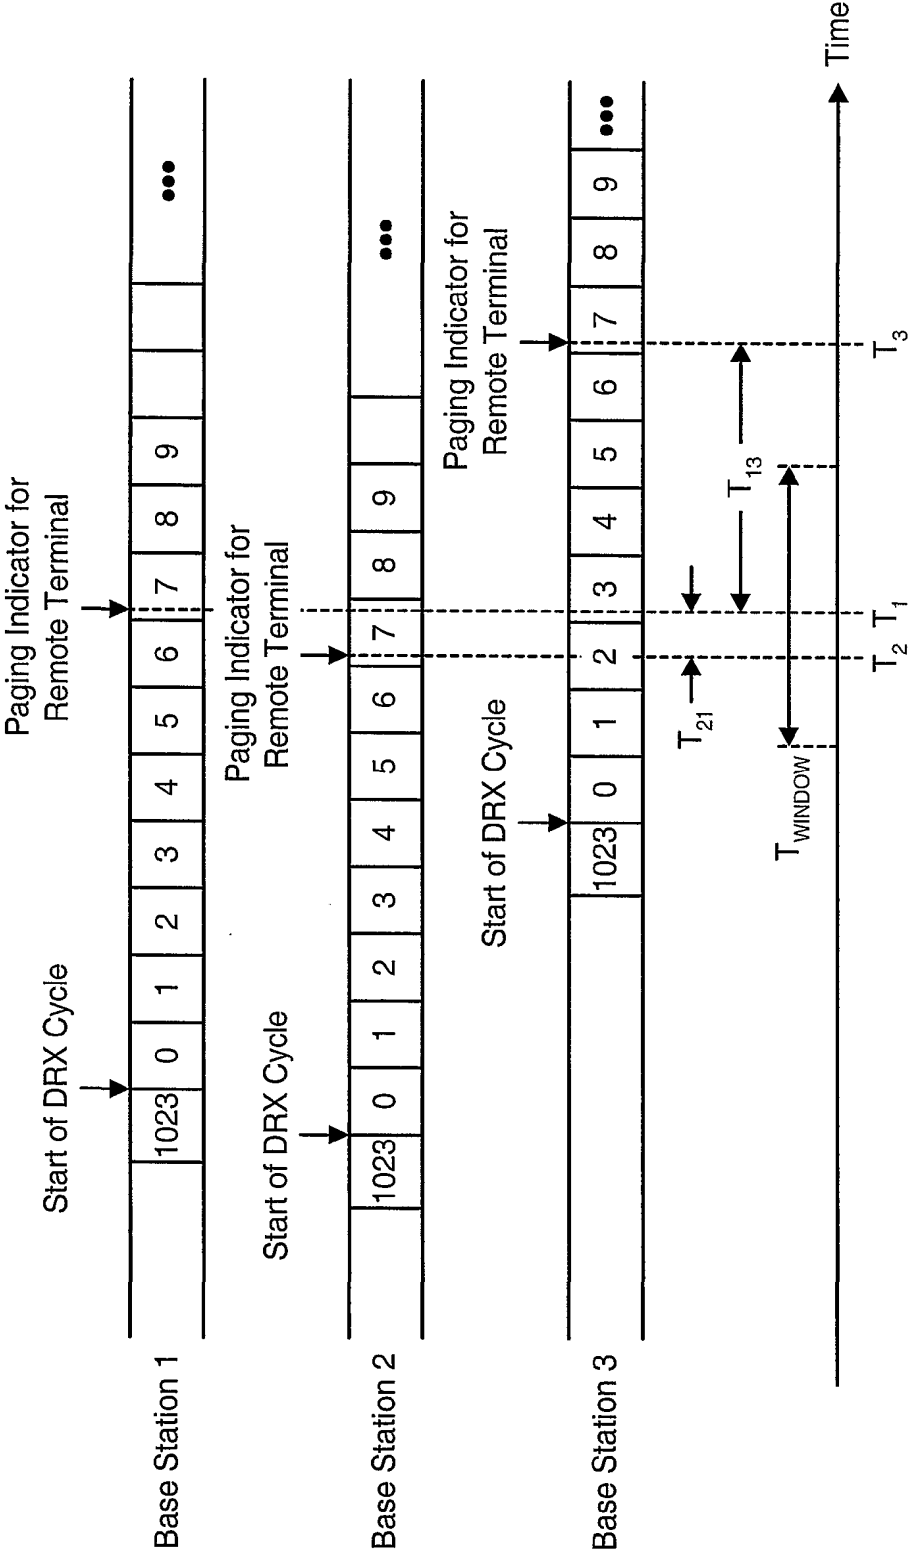 Paging Indicator for
Remote Terminal
Start of DRX Cycle
Base Station 1
1023 0 1 2 3 4 5 6 7 8 9 •••
Paging Indicator for
Remote Terminal
Start of DRX Cycle
Base Station 2
1023 0 1 2 3 4 5 6 7 8 9 •••
Paging Indicator for
Remote Terminal
Start of DRX Cycle
Base Station 3
1023 0 1 2 3 4 5 6 7 8 9 •••
T21
T13
TWINDOW
Time
T2 T1 T3